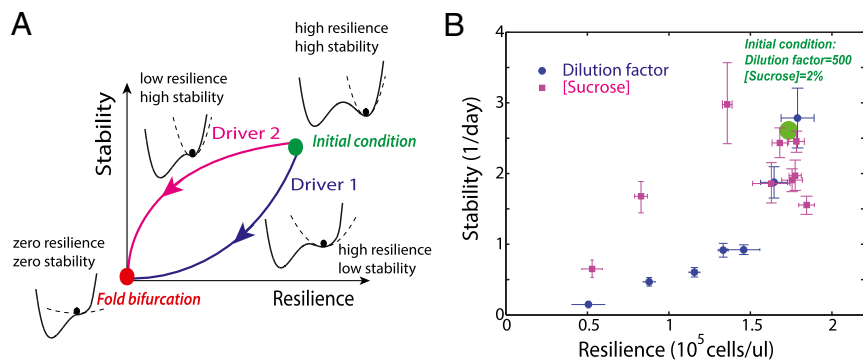 A
high resilience
high stability
low resilience
high stability
Stability
Driver 2
Initial condition
Driver 1
zero resilience
zero stability
high resilience
low stability
Fold bifurcation
Resilience
B
Stability (1/day)
4
3
2
1
0
Initial condition:
Dilution factor=500
[Sucrose]=2%
Dilution factor
[Sucrose]
0
0.5
1
1.5
2
Resilience (10⁵cells/ul)